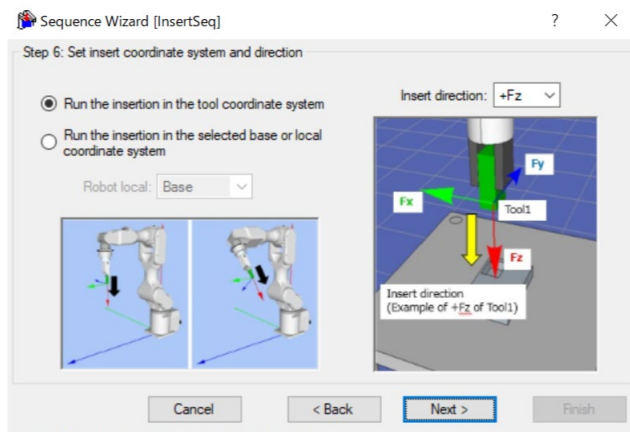 Sequence Wizard [InsertSeq]
?
Step 6: Set insert coordinate system and direction
Run the insertion in the tool coordinate system
Run the insertion in the selected base or local
coordinate system
Robot local: Base
Insert direction: +Fz
Fy
Fx
Tool1
Fz
Insert direction
(Example of +Fz of Tool1)
Cancel
< Back
Next >
Finish